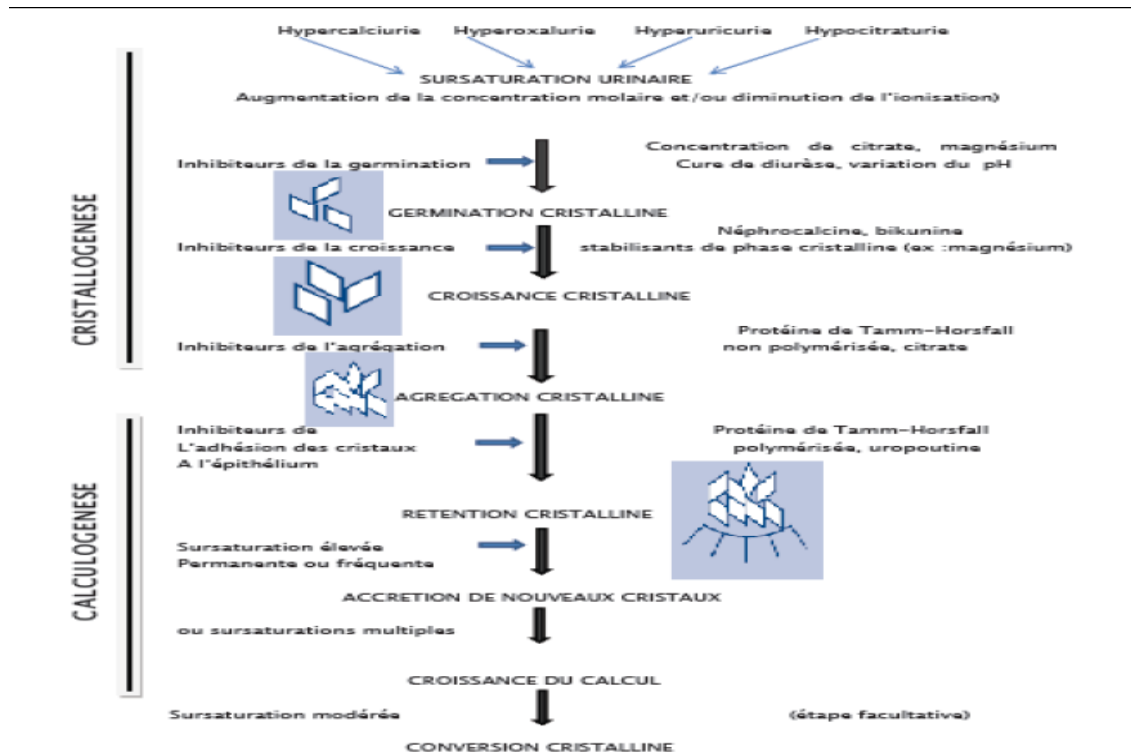 Hypercalciurie Hyperoxalurie Hyperuricurie Hypocitraturie
SURSATURATION URINAIRE
Augmentation de la concentration molaire et/ou diminution de l'ionisation)
CRISTALLOGENESE
Inhibiteurs de la germination
Concentration de citrate, magnésium
Cure de diurèse, variation du pH
GERMINATION CRISTALLINE
Inhibiteurs de la croissance
Néphrocalcine, bikunine
stabilisants de phase cristalline (ex :magnésium)
CROISSANCE CRISTALLINE
Inhibiteurs de l'agrégation
Protéine de Tamm-Horsfall
non polymérisée, citrate
AGREGATION CRISTALLINE
CALCULOGENESE
Inhibiteurs de
L'adhésion des cristaux
A l'épithélium
Protéine de Tamm-Horsfall
polymérisée, uropoutine
RETENTION CRISTALLINE
Sursaturation élevée
Permanente ou fréquente
ACCRETION DE NOUVEAUX CRISTAUX
ou sursaturations multiples
CROISSANCE DU CALCUL
Sursaturation modérée
(étape facultative)
CONVERSION CRISTALLINE